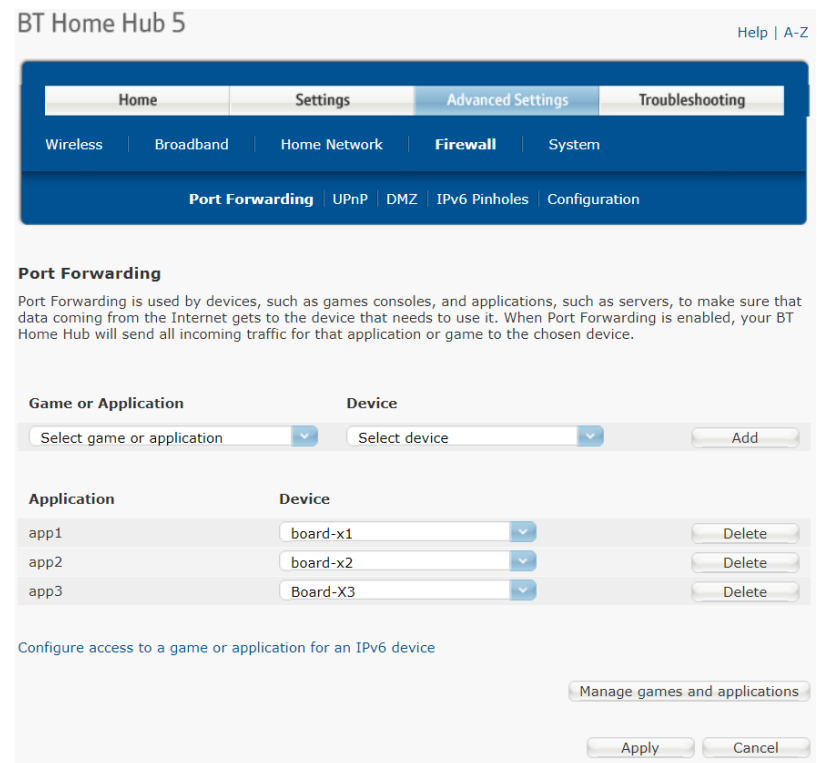 BT Home Hub 5
Help | A-Z
Home Settings Advanced Settings Troubleshooting
Wireless Broadband Home Network Firewall System
Port Forwarding UPnP DMZ IPv6 Pinholes Configuration
Port Forwarding
Port Forwarding is used by devices, such as games consoles, and applications, such as servers, to make sure that
data coming from the Internet gets to the device that needs to use it. When Port Forwarding is enabled, your BT
Home Hub will send all incoming traffic for that application or game to the chosen device.
Game or Application Device
Select game or application Select device Add
Application Device
app1 board-x1 Delete
app2 board-x2 Delete
app3 Board-X3 Delete
Configure access to a game or application for an IPv6 device
Manage games and applications
Apply Cancel